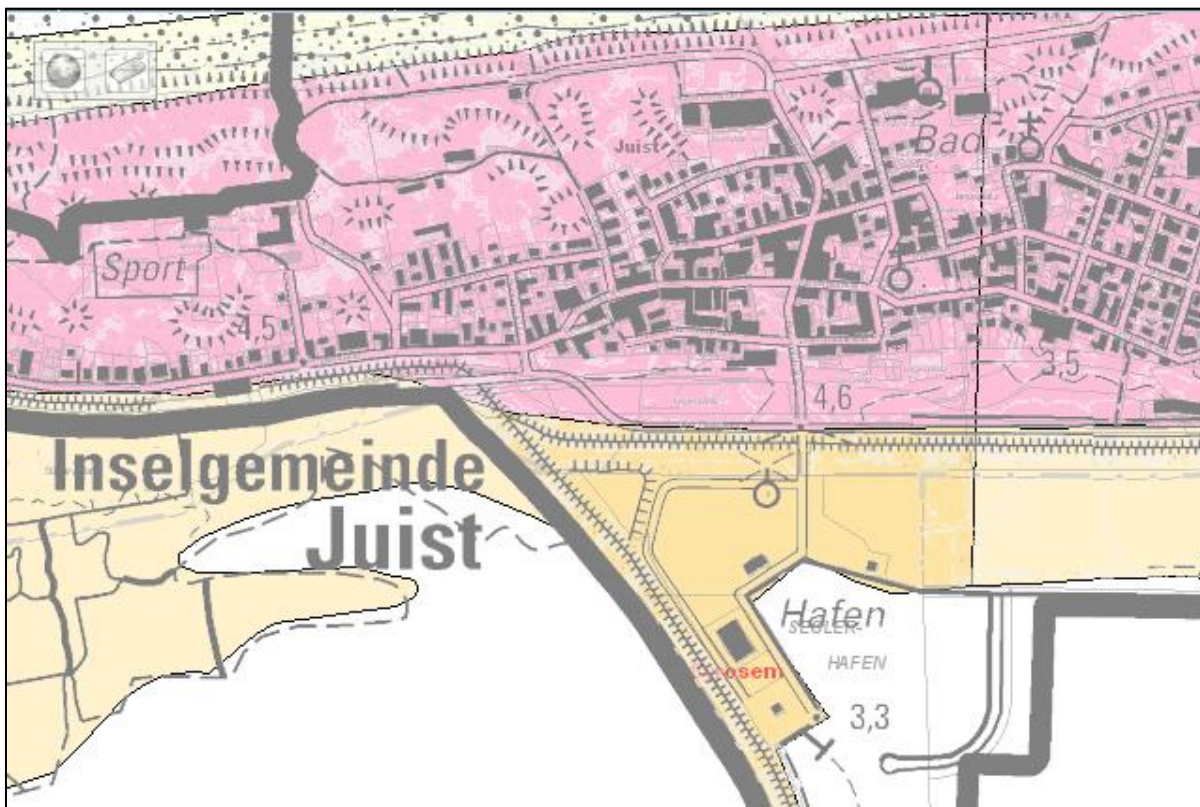 Juist
Bad
Sport
4,5
3,5
4,6
Inselgemeinde
Juist
Hafen
SEGLER-
HAFEN
3,3